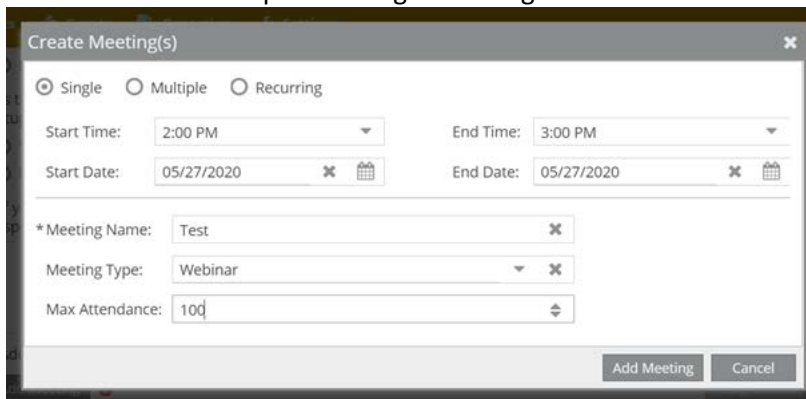 Create Meeting(s)
Single Multiple Recurring
Start Time: 2:00 PM End Time: 3:00 PM
Start Date: 05/27/2020 End Date: 05/27/2020
*Meeting Name: Test
Meeting Type: Webinar
Max Attendance: 100
Add Meeting Cancel